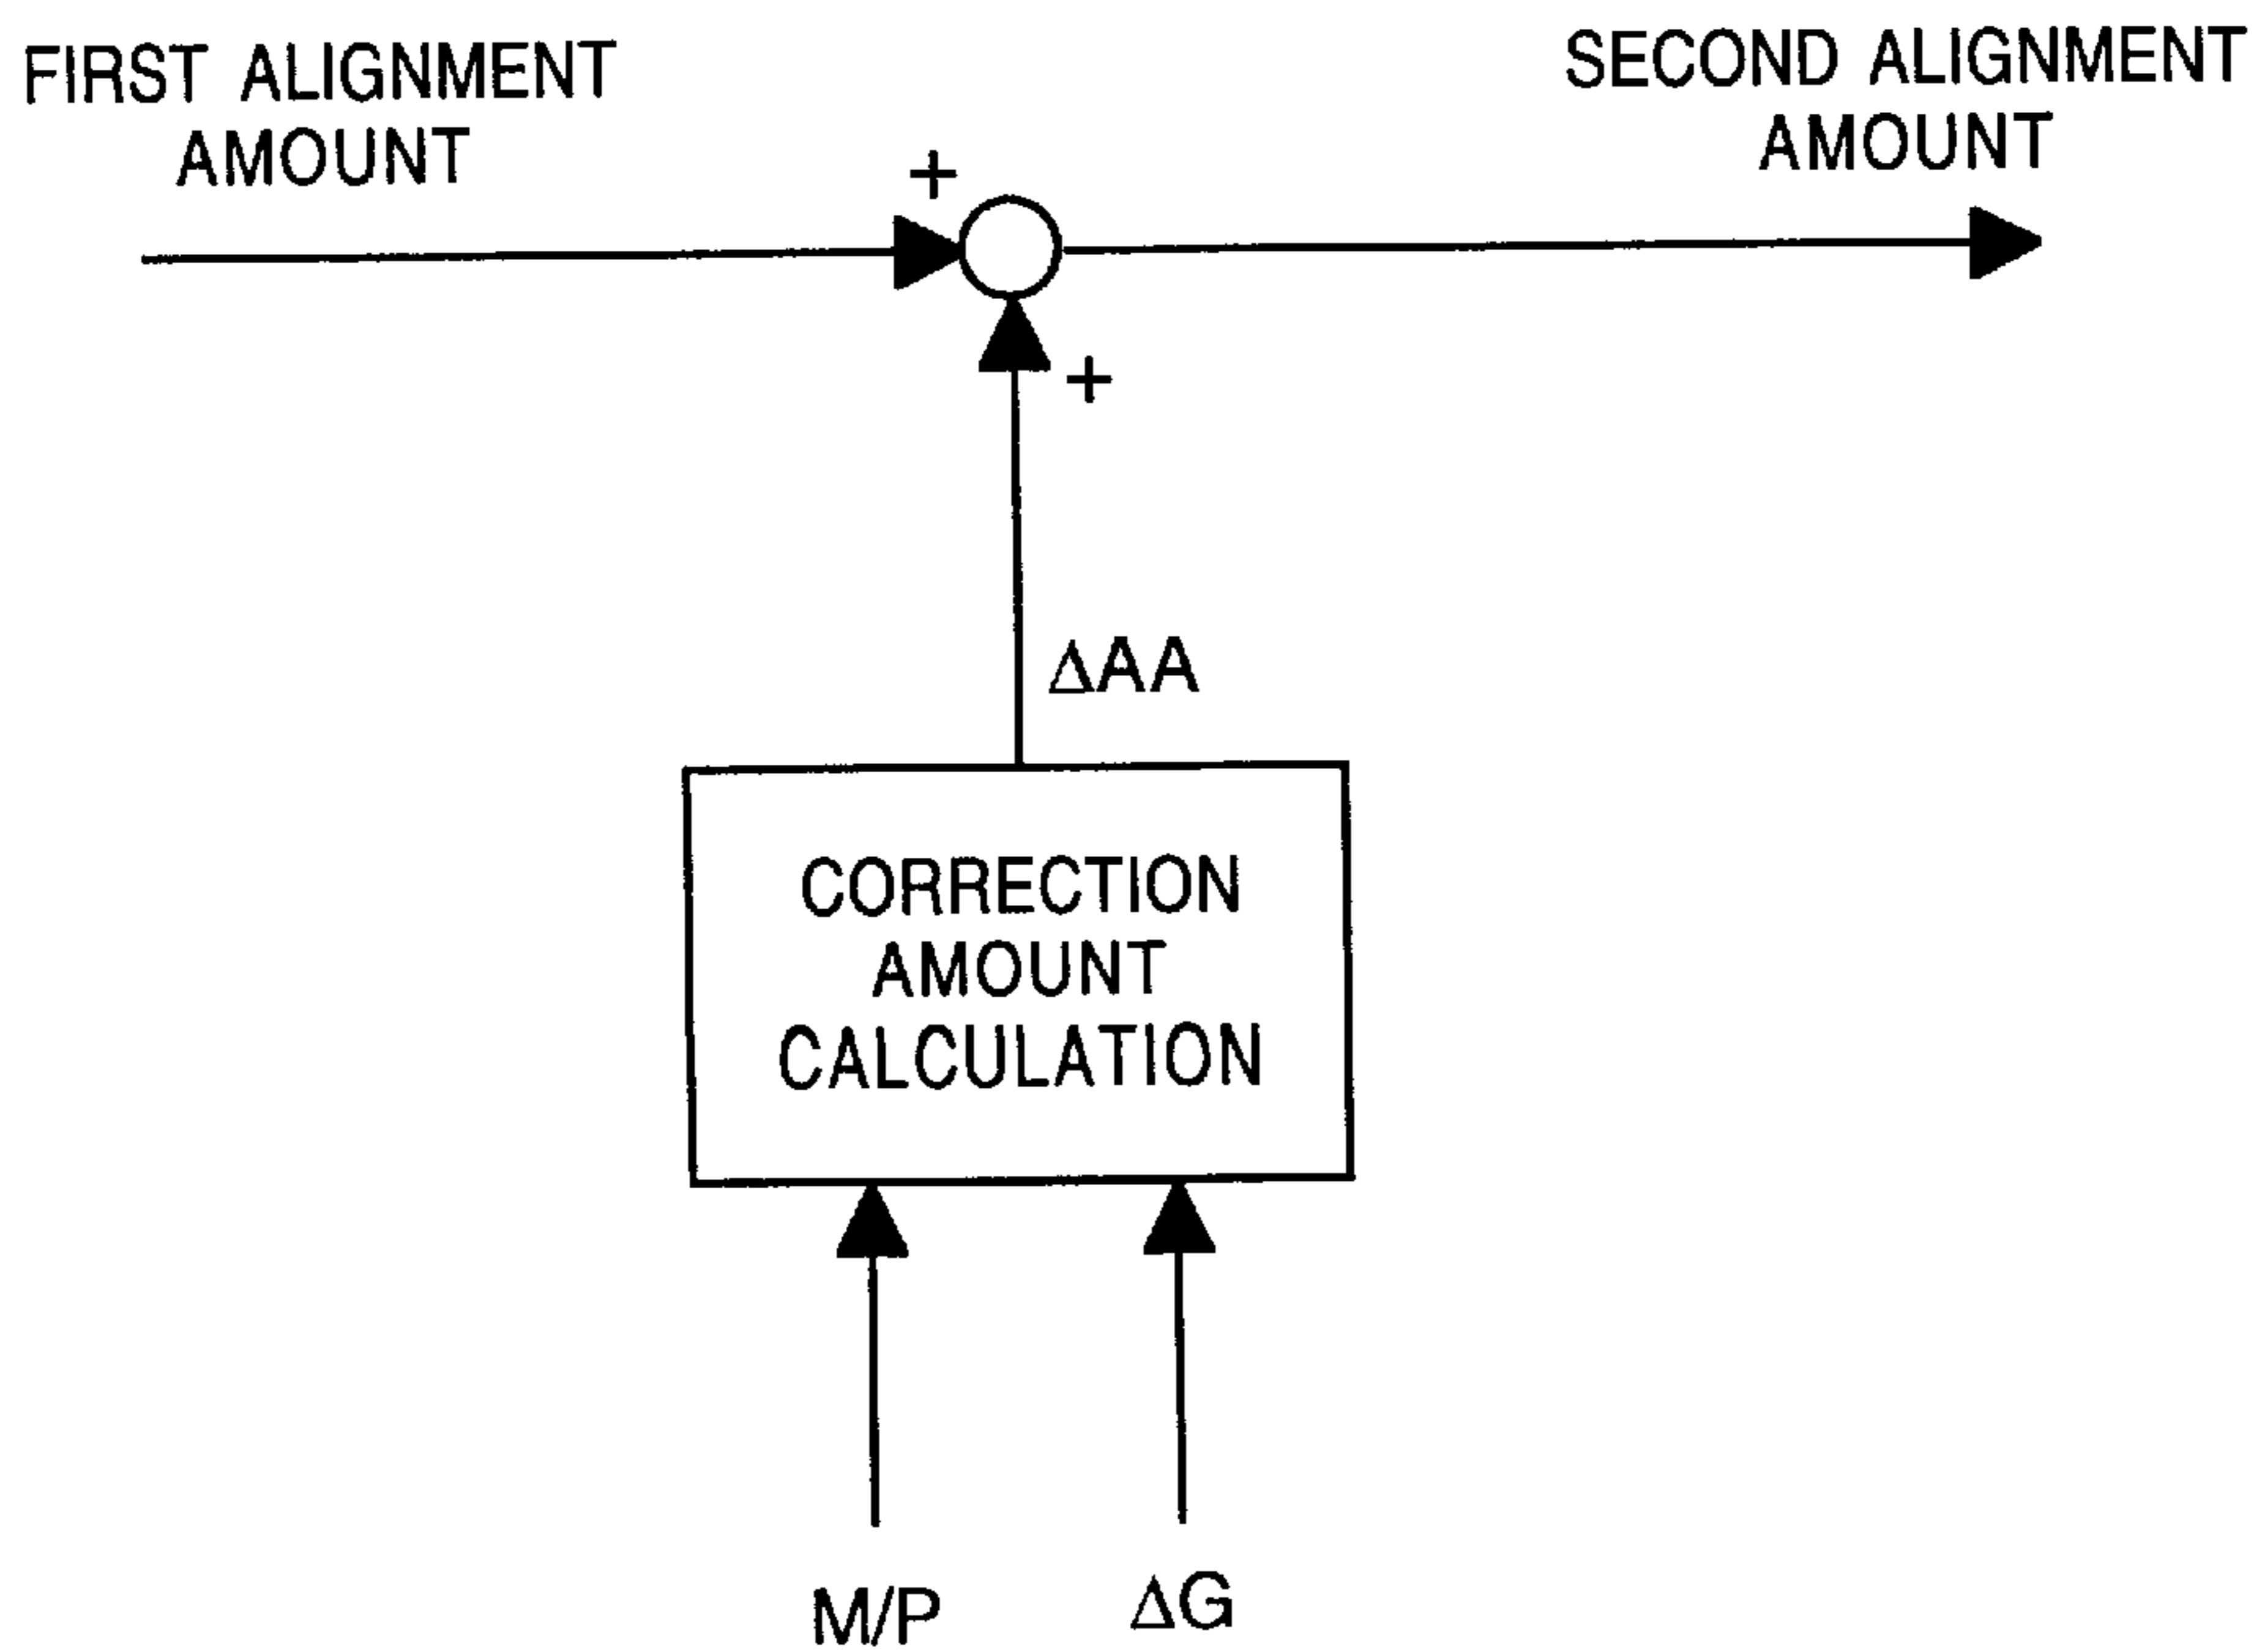 FIRST ALIGNMENT
AMOUNT
SECOND ALIGNMENT
AMOUNT
+
+
ΔAA
CORRECTION
AMOUNT
CALCULATION
M/P
ΔG